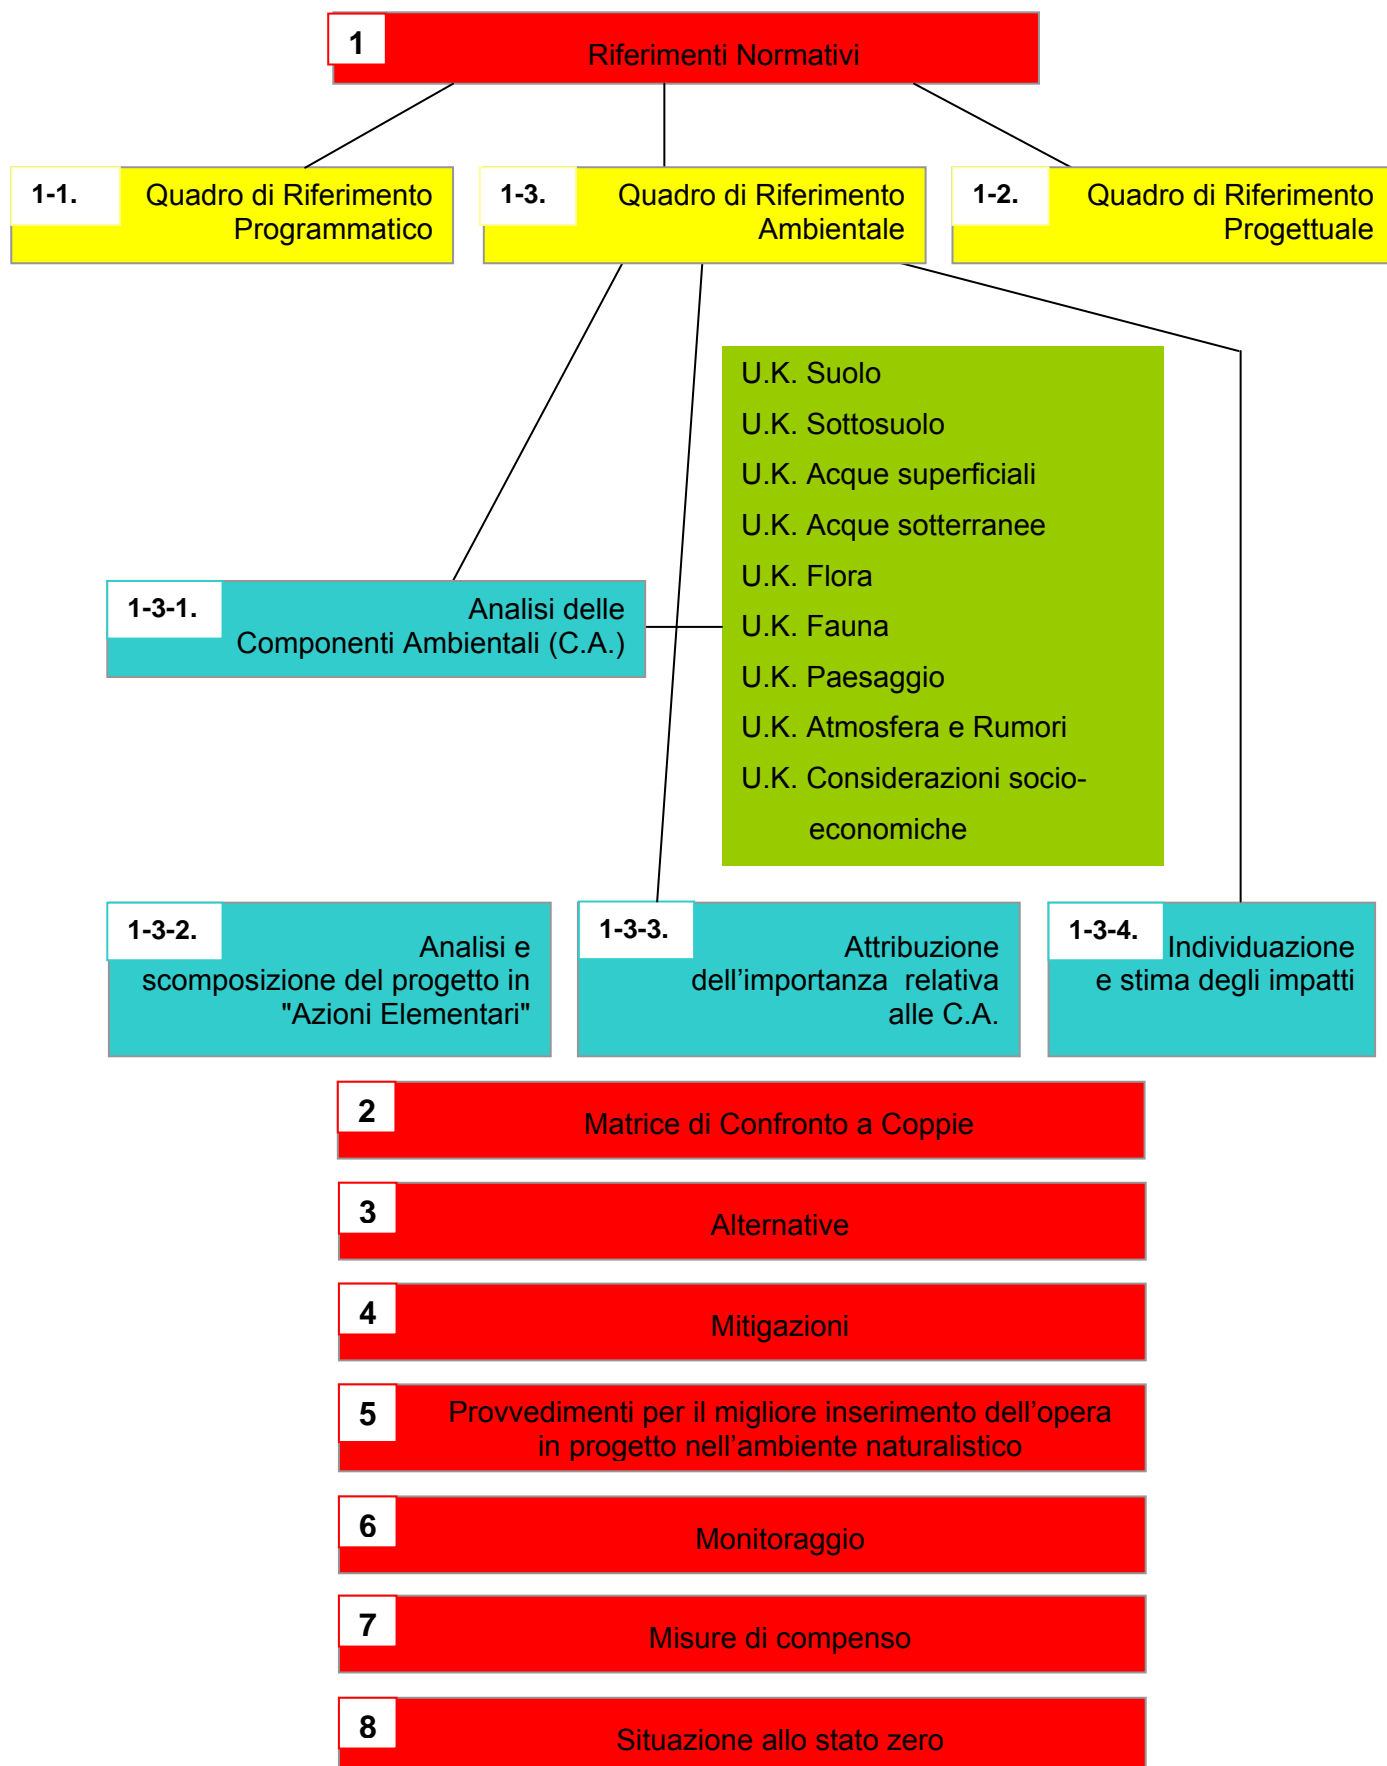 1
Riferimenti Normativi
1-1.
Quadro di Riferimento
Programmatico
1-3.
Quadro di Riferimento
Ambientale
1-2.
Quadro di Riferimento
Progettuale
U.K. Suolo
U.K. Sottosuolo
U.K. Acque superficiali
U.K. Acque sotterranee
U.K. Flora
U.K. Fauna
U.K. Paesaggio
U.K. Atmosfera e Rumori
U.K. Considerazioni socio-
economiche
1-3-1.
Analisi delle
Componenti Ambientali (C.A.)
1-3-2.
Analisi e
scomposizione del progetto in
"Azioni Elementari"
1-3-3.
Attribuzione
dell’importanza relativa
alle C.A.
1-3-4.
Individuazione
e stima degli impatti
2
Matrice di Confronto a Coppie
3
Alternative
4
Mitigazioni
5
Provvedimenti per il migliore inserimento dell’opera
in progetto nell’ambiente naturalistico
6
Monitoraggio
7
Misure di compenso
8
Situazione allo stato zero